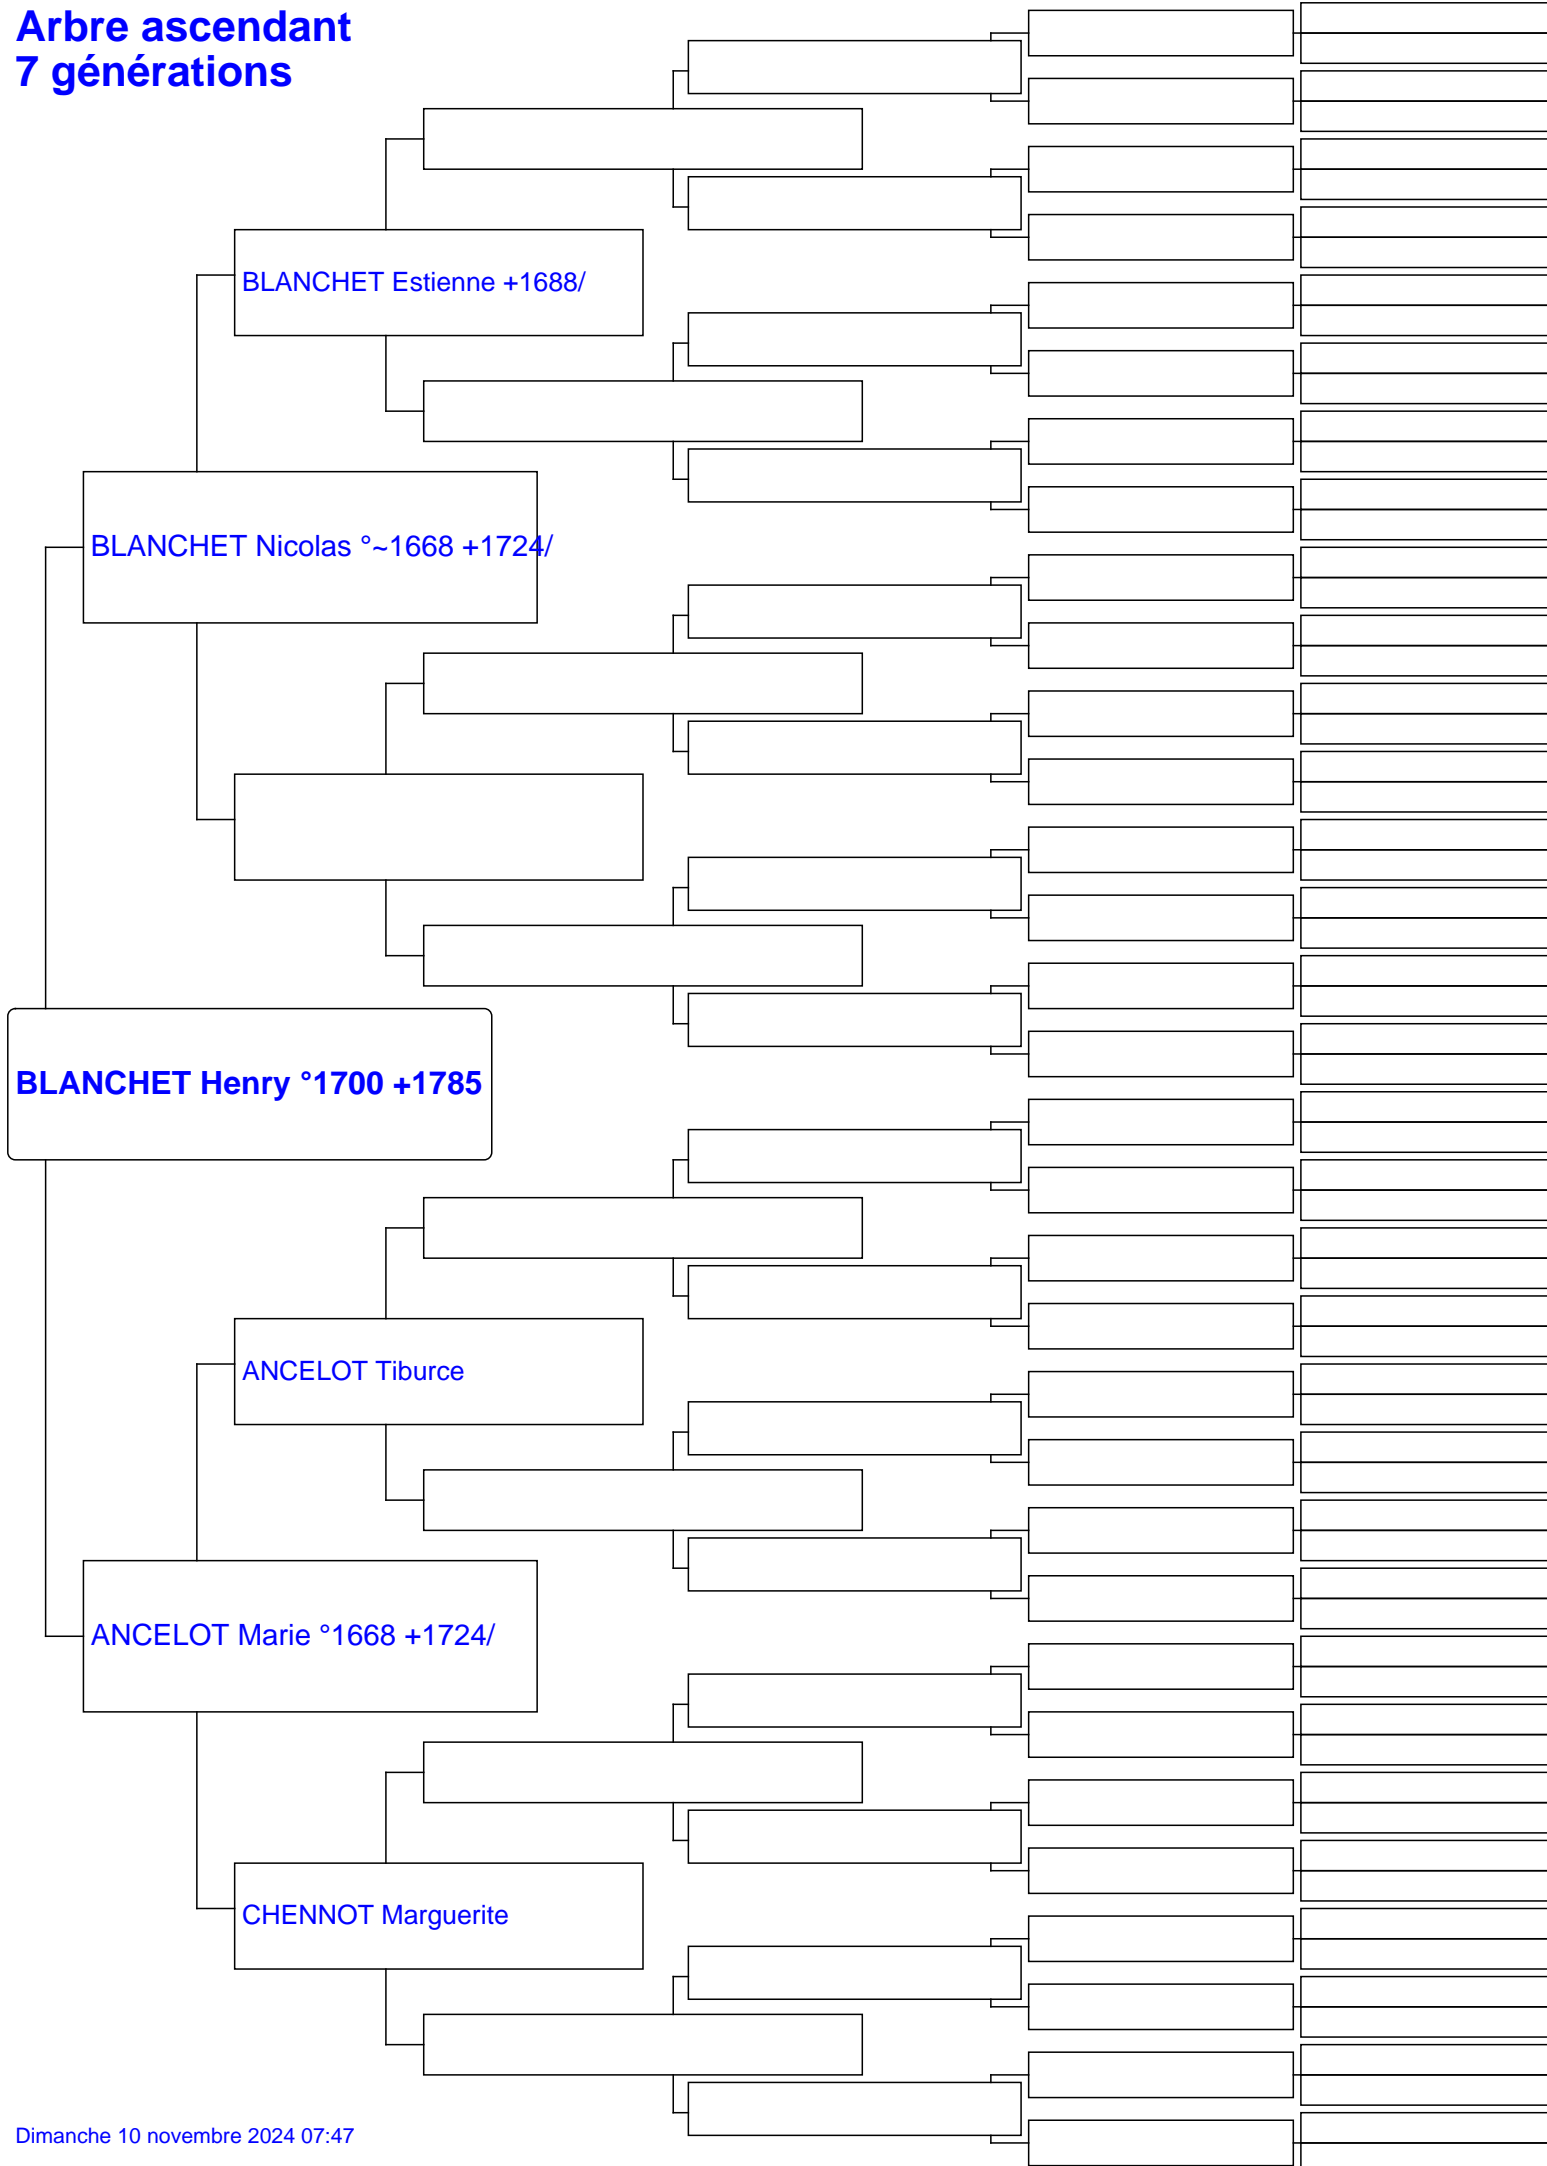 Arbre ascendant
7 générations
BLANCHET Estienne +1688/
BLANCHET Nicolas °~1668 +1724/
BLANCHET Henry °1700 +1785
ANCELOT Tiburce
ANCELOT Marie °1668 +1724/
CHENNOT Marguerite
Dimanche 10 novembre 2024 07:47